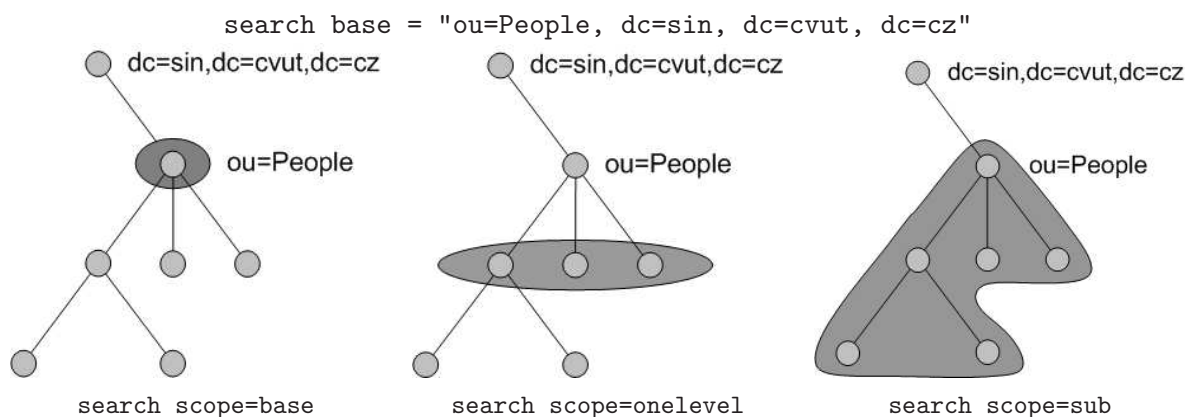 search base = "ou=People, dc=sin, dc=cvut, dc=cz"
dc=sin,dc=cvut,dc=cz
ou=People
search scope=base
dc=sin,dc=cvut,dc=cz
ou=People
search scope=onelevel
dc=sin,dc=cvut,dc=cz
ou=People
search scope=sub